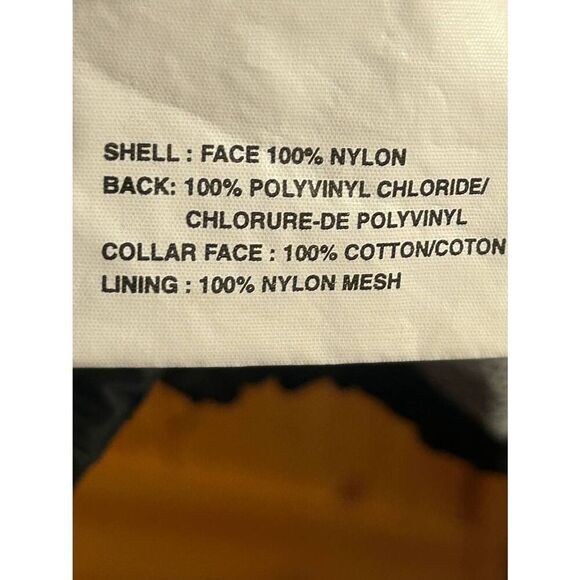 SHELL : FACE 100% NYLON
BACK: 100% POLYVINYL CHLORIDE/
CHLORURE-DE POLYVINYL
COLLAR FACE : 100% COTTON/COTON
LINING : 100% NYLON MESH